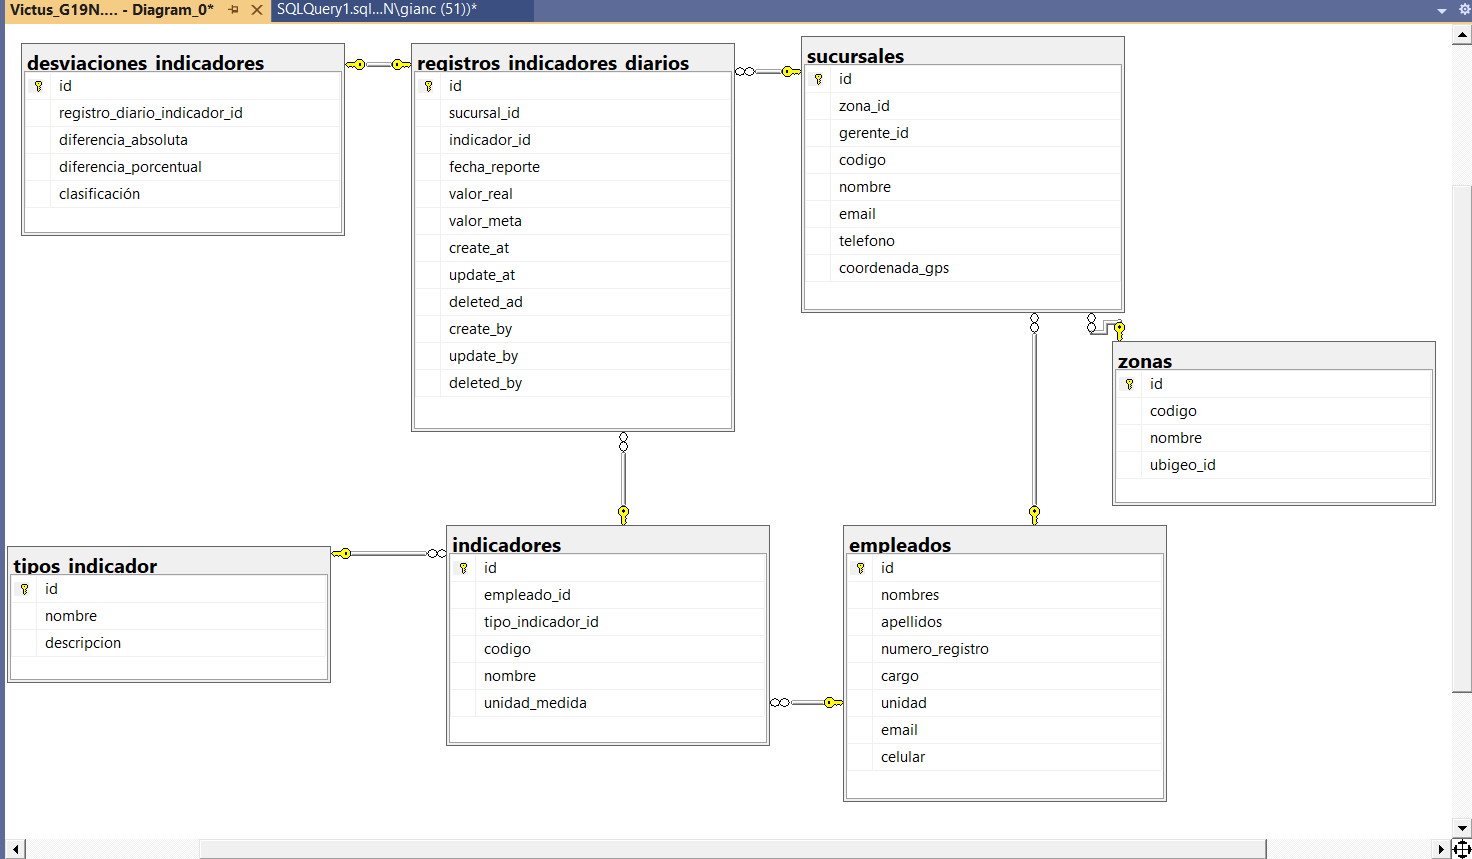 Victus_G19N.... - Diagram_0*
SQLQuery1.sql...N\gianc (51))*
desviaciones_indicadores
id
registro_diario_indicador_id
diferencia_absoluta
diferencia_porcentual
clasificación
registros_indicadores_diarios
id
sucursal_id
indicador_id
fecha_reporte
valor_real
valor_meta
create_at
update_at
deleted_ad
create_by
update_by
deleted_by
sucursales
id
zona_id
gerente_id
codigo
nombre
email
telefono
coordenada_gps
zonas
id
codigo
nombre
ubigeo_id
tipos_indicador
id
nombre
descripcion
indicadores
id
empleado_id
tipo_indicador_id
codigo
nombre
unidad_medida
empleados
id
nombres
apellidos
numero_registro
cargo
unidad
email
celular